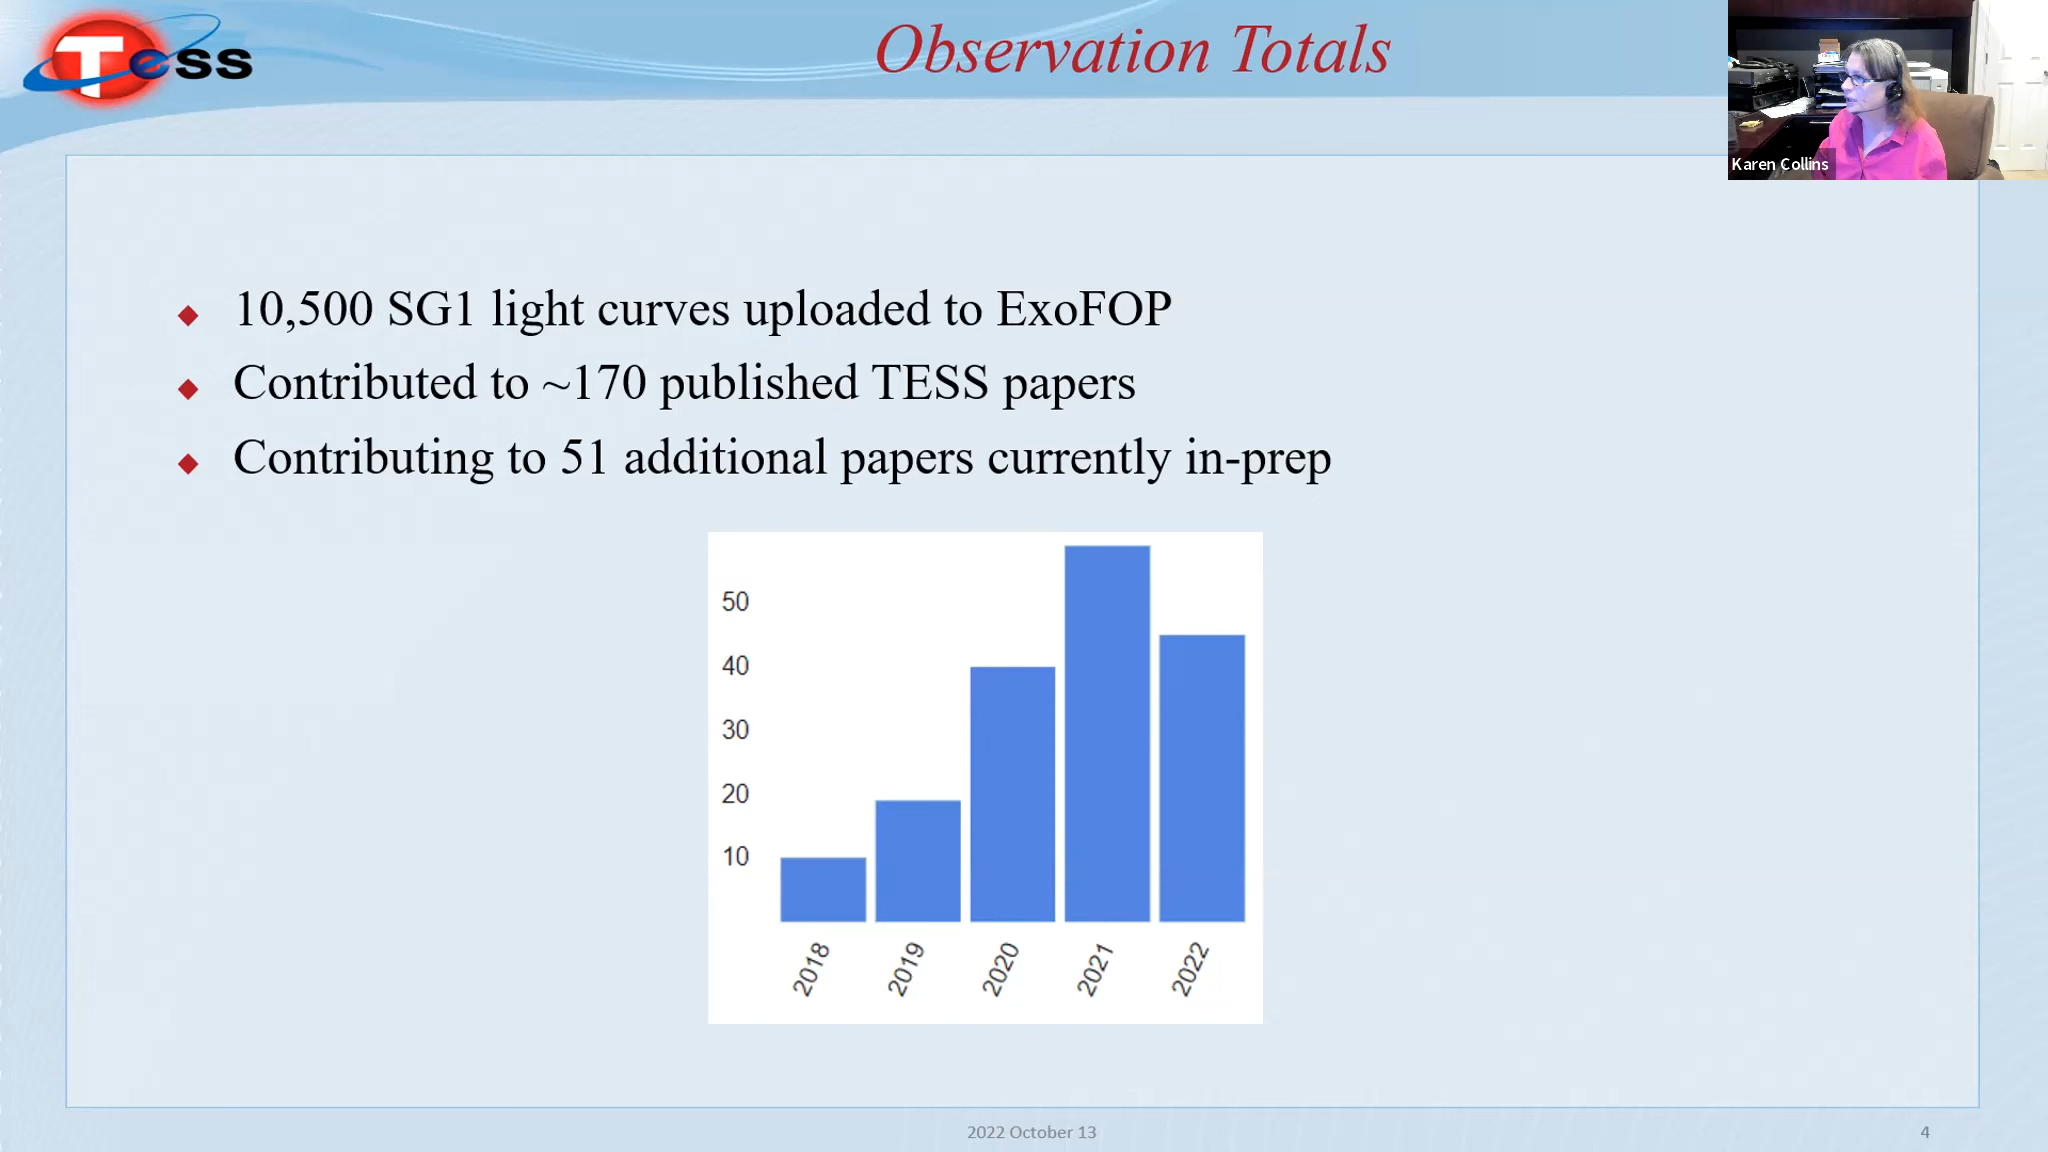 Tess
Observation Totals
Karen Collins
10,500 SG1 light curves uploaded to ExoFOP
Contributed to ~170 published TESS papers
Contributing to 51 additional papers currently in-prep
50
40
30
20
10
2018
2019
2020
2021
2022
2022 October 13
4